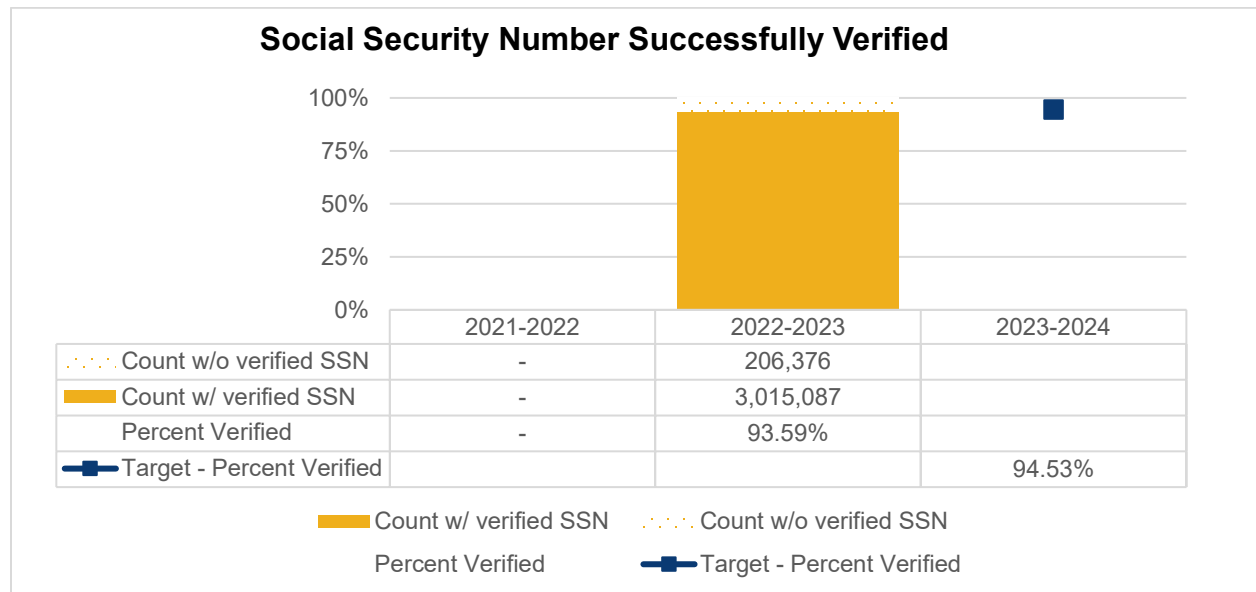 Social Security Number Successfully Verified
100%
75%
50%
25%
0%
2021-2022 2022-2023 2023-2024
Count w/o verified SSN - 206,376
Count w/ verified SSN - 3,015,087
Percent Verified - 93.59%
Target - Percent Verified 94.53%
Count w/ verified SSN Count w/o verified SSN
Percent Verified Target - Percent Verified